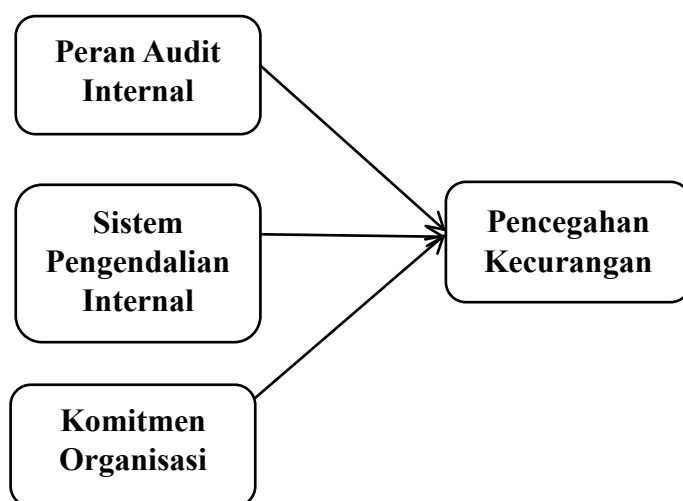 Peran Audit
Internal
Sistem
Pengendalian
Internal
Pencegahan
Kecurangan
Komitmen
Organisasi